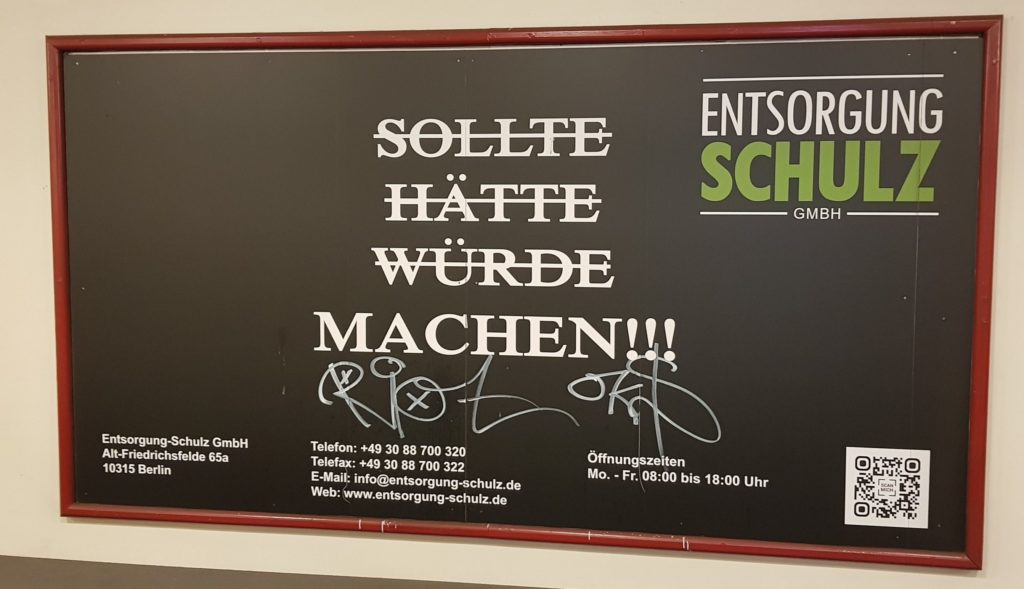 SOLLTE
HÄTTE
WÜRDE
MACHEN!!!
ENTSORGUNG
SCHULZ
GMBH
Entsorgung-Schulz GmbH
Alt-Friedrichsfelde 65a
10315 Berlin
Telefon: +49 30 88 700 320
Telefax: +49 30 88 700 322
E-Mail: info@entsorgung-schulz.de
Web: www.entsorgung-schulz.de
Öffnungszeiten
Mo. - Fr. 08:00 bis 18:00 Uhr
SCAN
MICH